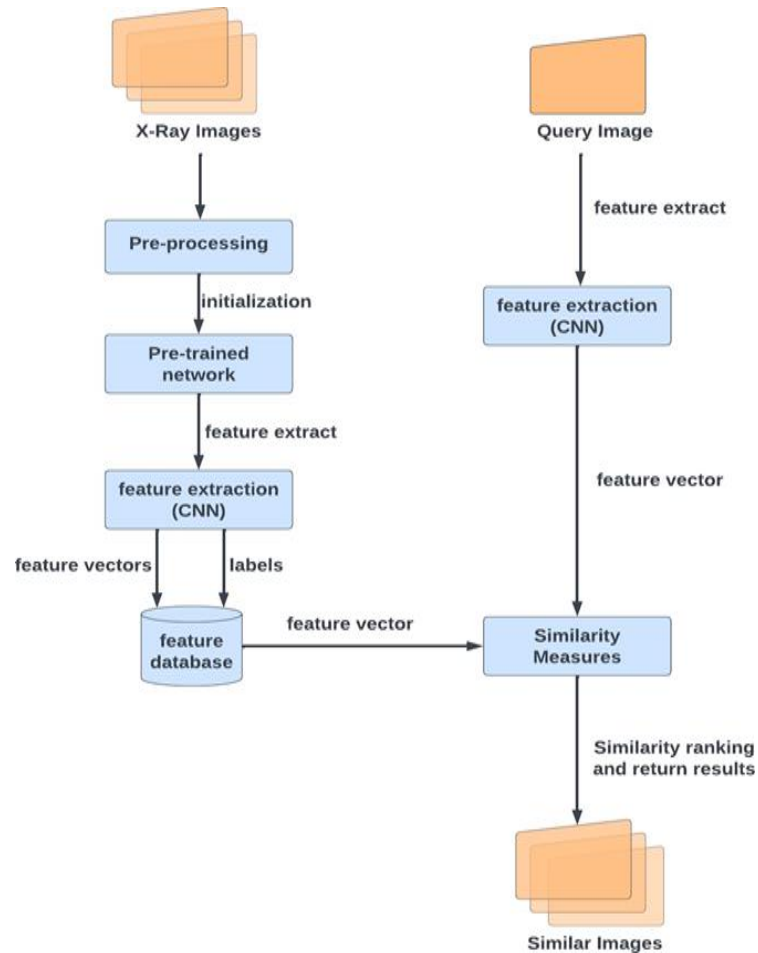 X-Ray Images
Pre-processing
initialization
Pre-trained
network
feature extract
feature extraction
(CNN)
feature vectors
labels
feature
database
feature vector
Query Image
feature extract
feature extraction
(CNN)
feature vector
Similarity
Measures
Similarity ranking
and return results
Similar Images